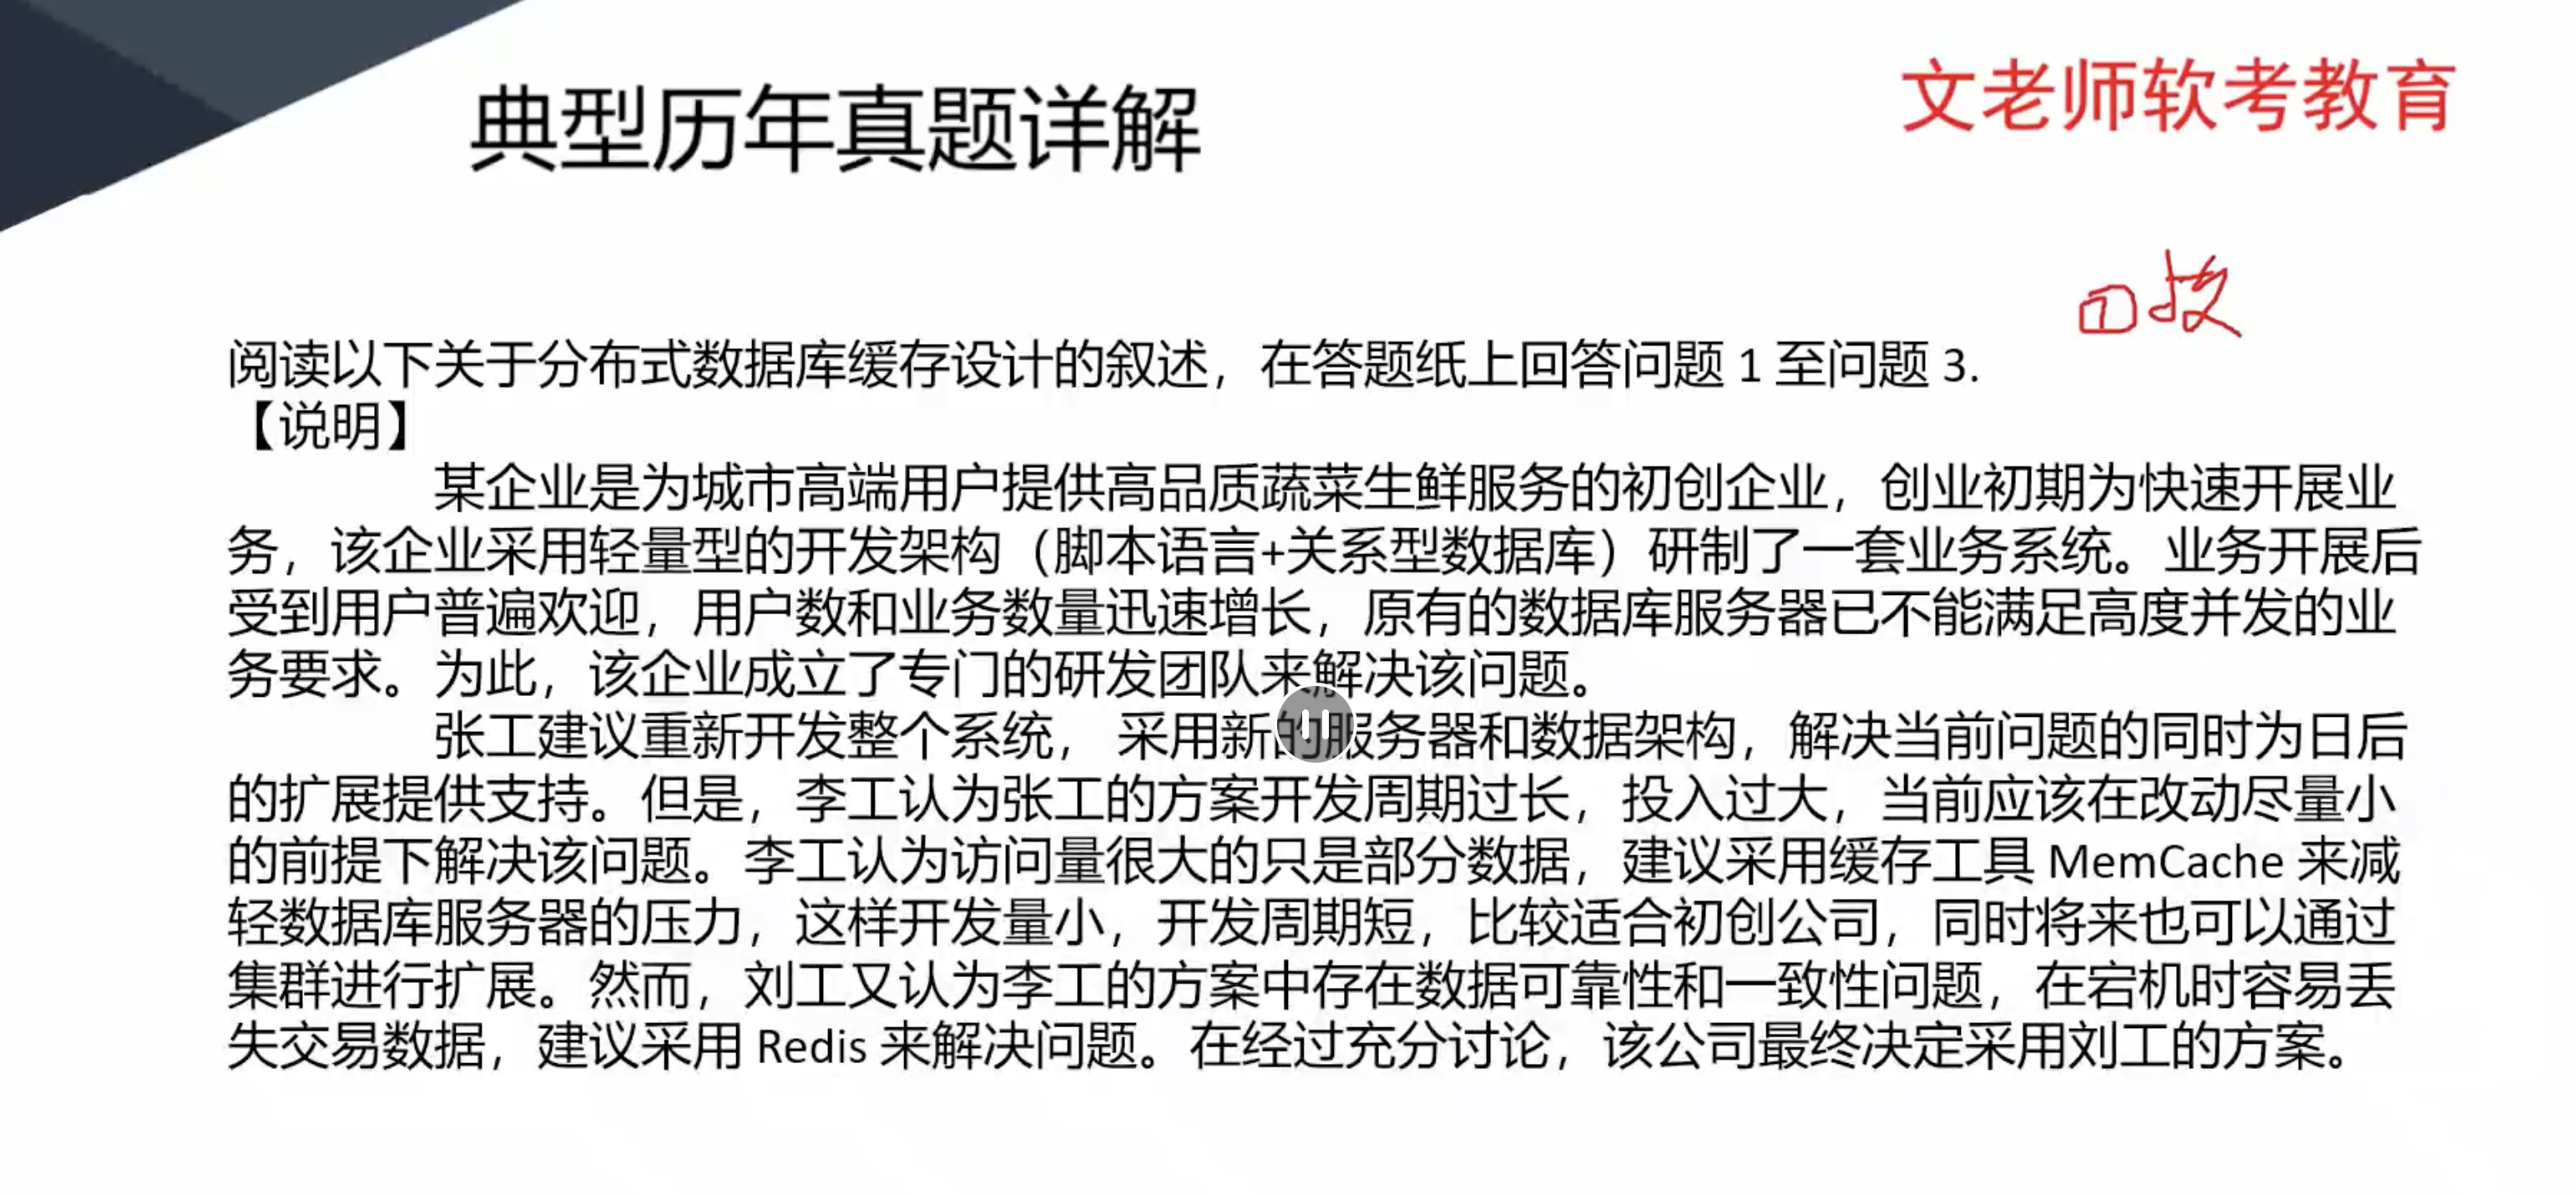 典型历年真题详解
文老师软考教育
阅读以下关于分布式数据库缓存设计的叙述，在答题纸上回答问题 1 至问题 3.
【说明】
某企业是为城市高端用户提供高品质蔬菜生鲜服务的初创企业，创业初期为快速开展业
务，该企业采用轻量型的开发架构（脚本语言+关系型数据库）研制了一套业务系统。业务开展后
受到用户普遍欢迎，用户数和业务数量迅速增长，原有的数据库服务器已不能满足高度并发的业
务要求。为此，该企业成立了专门的研发团队来解决该问题。
张工建议重新开发整个系统， 采用新的服务器和数据架构，解决当前问题的同时为日后
的扩展提供支持。但是，李工认为张工的方案开发周期过长，投入过大，当前应该在改动尽量小
的前提下解决该问题。李工认为访问量很大的只是部分数据，建议采用缓存工具 MemCache 来减
轻数据库服务器的压力，这样开发量小，开发周期短，比较适合初创公司，同时将来也可以通过
集群进行扩展。然而，刘工又认为李工的方案中存在数据可靠性和一致性问题，在宕机时容易丢
失交易数据，建议采用 Redis 来解决问题。在经过充分讨论，该公司最终决定采用刘工的方案。